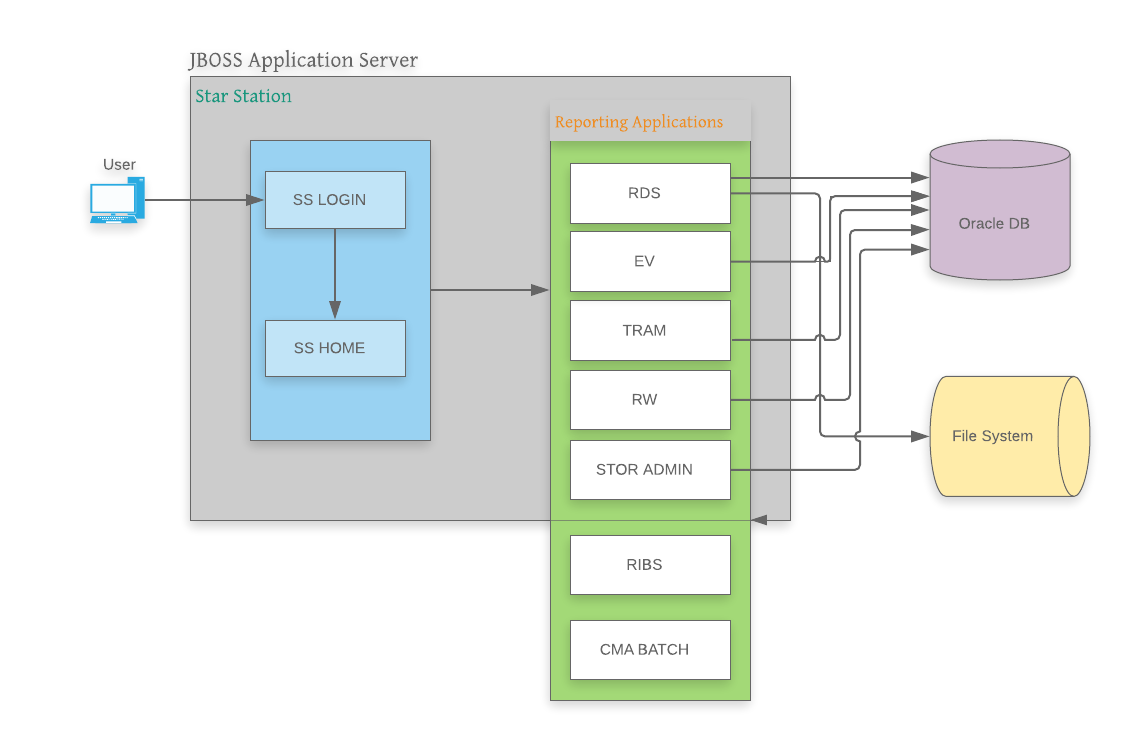 JBOSS Application Server
Star Station
Reporting Applications
User
SS LOGIN
SS HOME
RDS
EV
TRAM
RW
STOR ADMIN
RIBS
CMA BATCH
Oracle DB
File System